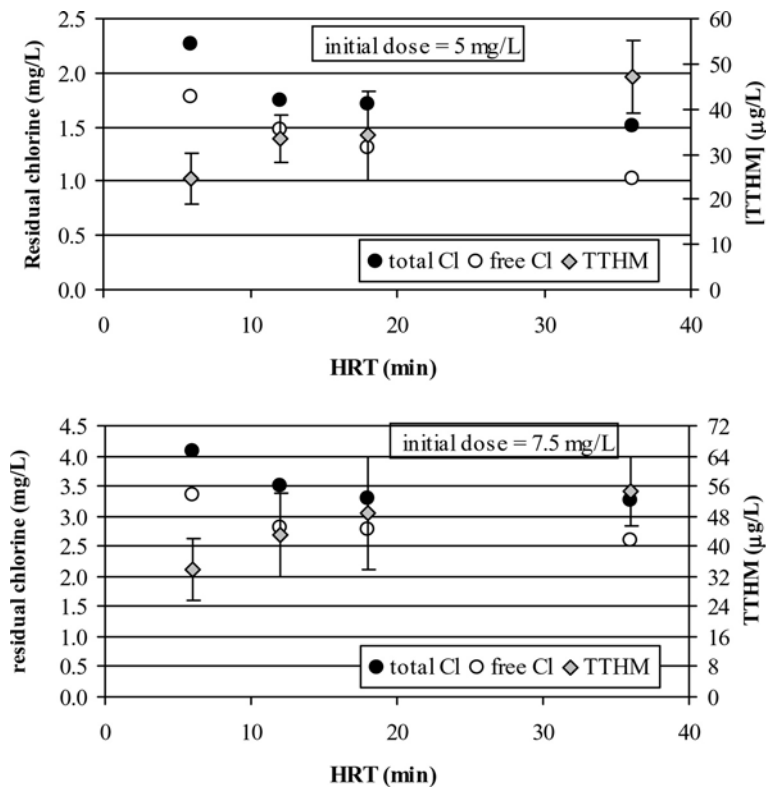 initial dose = 5 mg/L
Residual chlorine (mg/L)
2.5
2.0
1.5
1.0
0.5
0.0
[TTHM] (µg/L)
60
50
40
30
20
10
0
total Cl free Cl TTHM
0 10 20 30 40
HRT (min)
initial dose = 7.5 mg/L
residual chlorine (mg/L)
4.5
4.0
3.5
3.0
2.5
2.0
1.5
1.0
0.5
0.0
TTHM (µg/L)
72
64
56
48
40
32
24
16
8
0
total Cl free Cl TTHM
0 10 20 30 40
HRT (min)